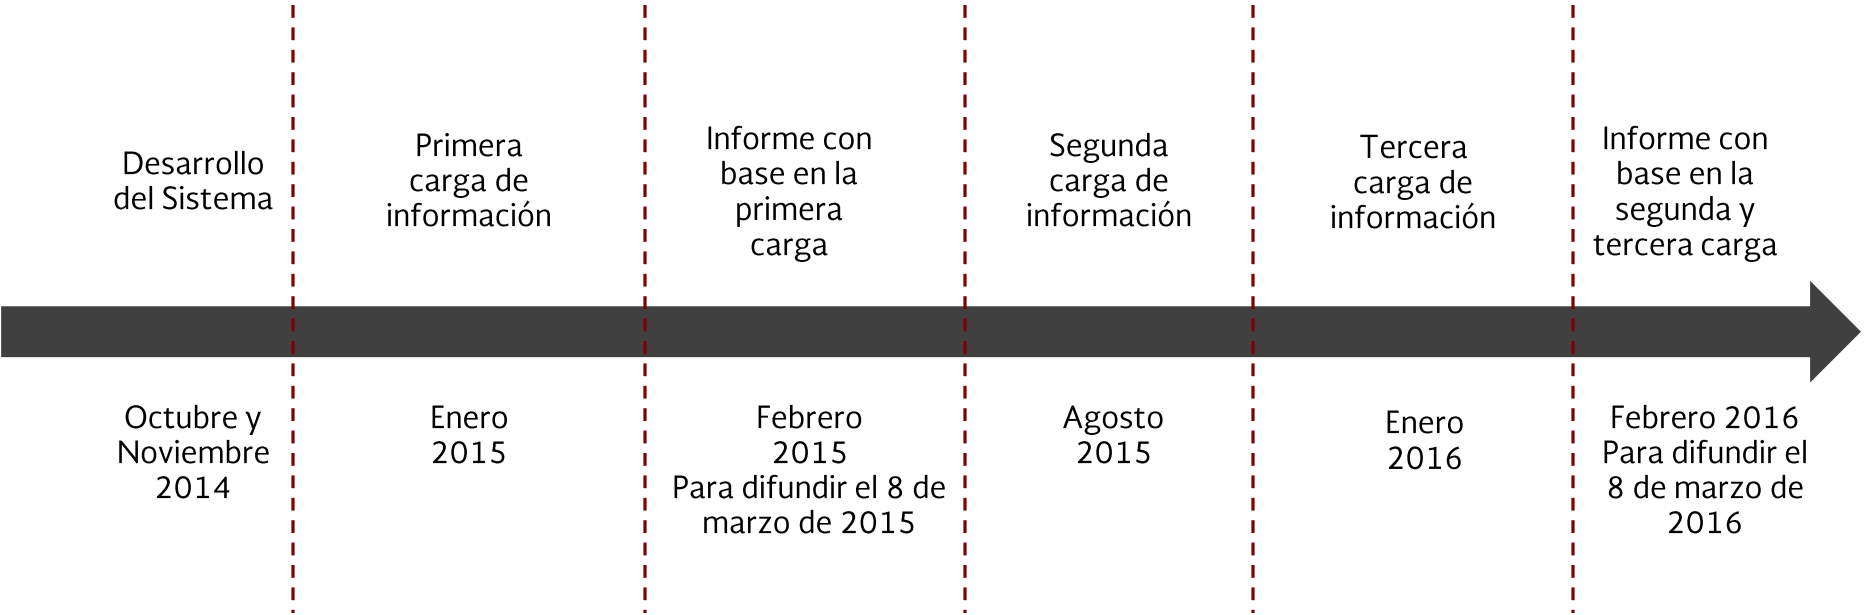 Desarrollo
del Sistema
Primera
carga de
información
Informe con
base en la
primera
carga
Segunda
carga de
información
Tercera
carga de
información
Informe con
base en la
segunda y
tercera carga
Octubre y
Noviembre
2014
Enero
2015
Febrero
2015
Para difundir el 8 de
marzo de 2015
Agosto
2015
Enero
2016
Febrero 2016
Para difundir el
8 de marzo de
2016